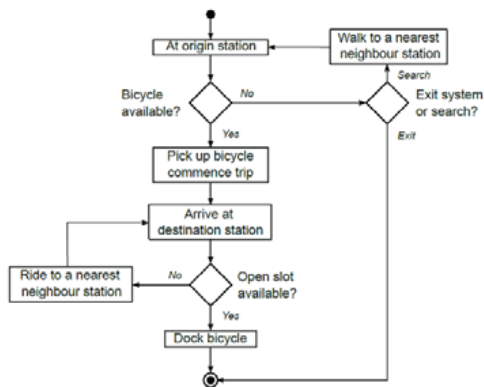 Walk to a nearest
neighbour station
At origin station
Search
Bicycle
available?
No
Exit system
or search?
Yes
Exit
Pick up bicycle
commence trip
Arrive at
destination station
Ride to a nearest
neighbour station
No
Open slot
available?
Yes
Dock bicycle